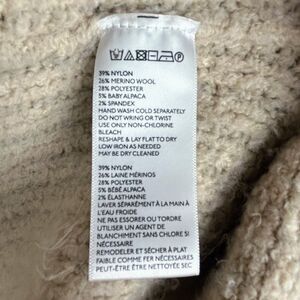 39% NYLON
26% MERINO WOOL
28% POLYESTER
5% BABY ALPACA
2% SPANDEX
HAND WASH COLD SEPARATELY
DO NOT WRING OR TWIST
USE ONLY NON-CHLORINE
BLEACH
RESHAPE AND DRY FLAT
LOW IRON AS NEEDED
MAY BE DRY CLEANED
39% NYLON
26% LAINE MÉRINOS
28% POLYESTER
5% BÉBÉ ALPACA
2% ÉLASTHANNE
LAVER SÉPARÉMENT À LA MAIN À
L'EAU FROIDE
NE PAS ESSORER OU TORDRE
UTILISER UN AGENT DE
BLANCHIMENT SANS CHLORE SI
NÉCESSAIRE
REMODELER ET SÉCHER À PLAT
FAIBLE COMME FER NÉCESSAIRES
PEUT-ÊTRE ÊTRE NETTOYÉE SEC